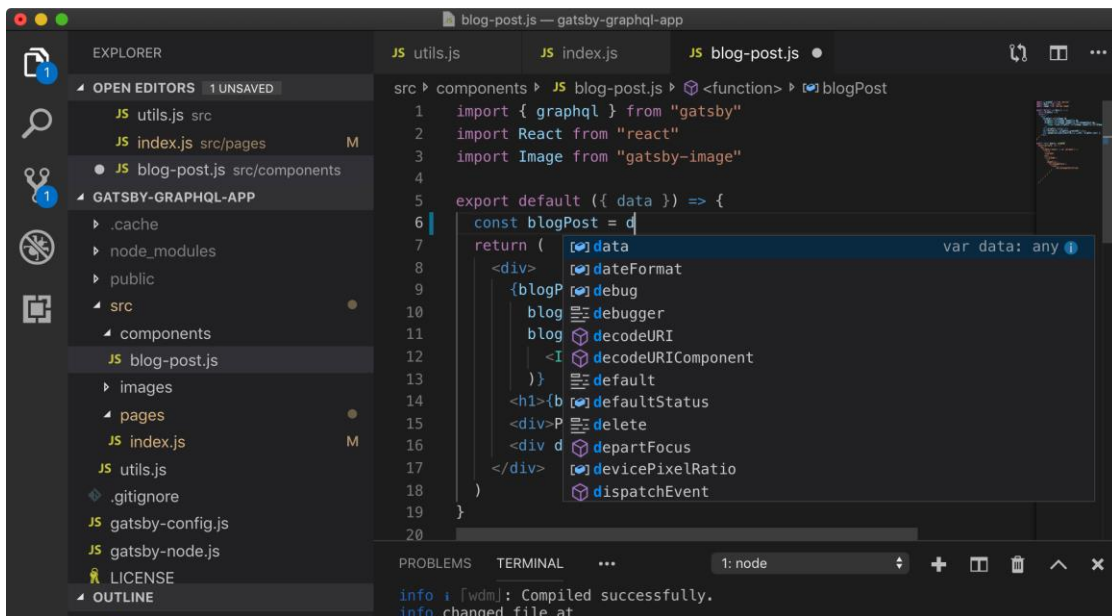 blog-post.js — gatsby-graphql-app
EXPLORER
OPEN EDITORS 1 UNSAVED
JS utils.js src
JS index.js src/pages M
JS blog-post.js src/components
GATSBY-GRAPHQL-APP
.cache
node_modules
public
src
components
JS blog-post.js
images
pages
JS index.js M
JS utils.js
.gitignore
JS gatsby-config.js
JS gatsby-node.js
LICENSE
OUTLINE
1
1
JS utils.js JS index.js JS blog-post.js
src components JS blog-post.js <function> blogPost
1 import { graphql } from "gatsby"
2 import React from "react"
3 import Image from "gatsby-image"
4
5 export default ({ data }) => {
6 const blogPost = d
7 return (
8 <div>
9 {blogP
10 blog
11 blog
12 <I
13 )}
14 <h1>{b
15 <div>P
16 <div d
17 </div>
18 )
19 }
20
data var data: any
dateFormat
debug
debugger
decodeURI
decodeURIComponent
default
defaultStatus
delete
departFocus
devicePixelRatio
dispatchEvent
PROBLEMS TERMINAL ••• 1: node
info i [wdm]: Compiled successfully.
info changed file at